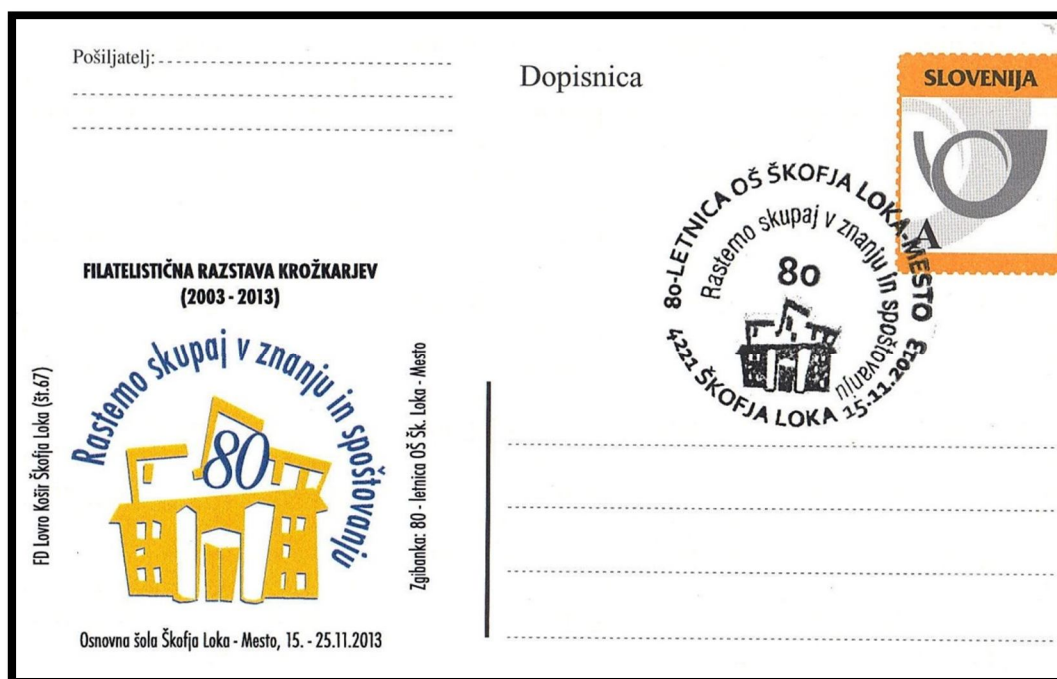 Pošiljatelj:
Dopisnica
SLOVENIJA
A
80-LETNICA OŠ ŠKOFJA LOKA-MESTO
Rastemo skupaj v znanju in spoštovanju
80
4221 ŠKOFJA LOKA 15.11.2013
FILATELISTIČNA RAZSTAVA KROŽKARJEV
(2003 - 2013)
FD Lovro Košir Škofja Loka (št.67)
Rastemo skupaj v znanju in spoštovanju
80
Zgibanka: 80 - letnica OŠ Šk. Loka - Mesto
Osnovna šola Škofja Loka - Mesto, 15. - 25.11.2013